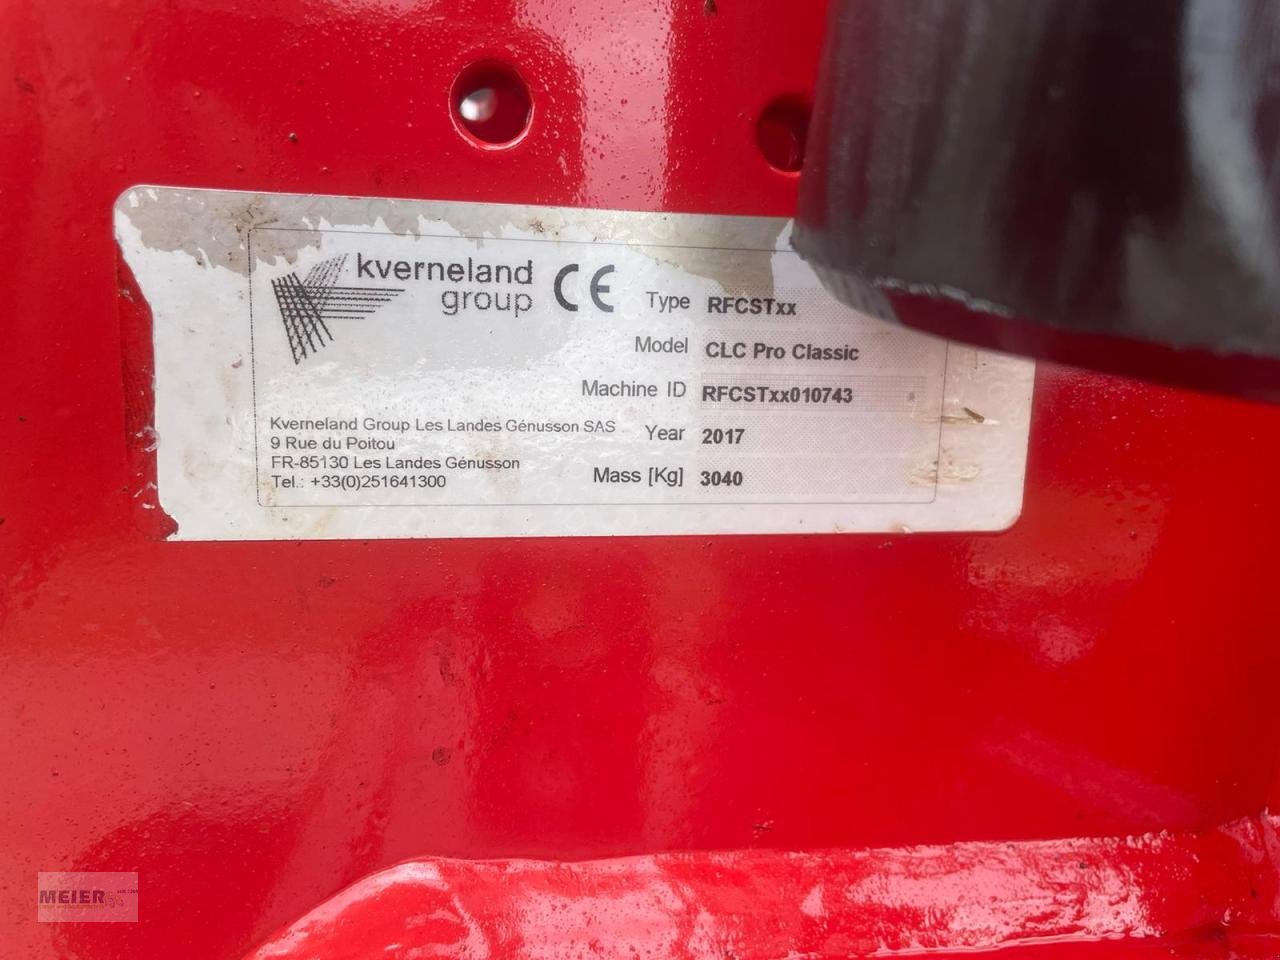 kverneland
group
CE
Type RFCSTxx
Model CLC Pro Classic
Machine ID RFCSTxx010743
Year 2017
Mass [Kg] 3040
Kverneland Group Les Landes Génusson SAS
9 Rue du Poitou
FR-85130 Les Landes Génusson
Tel.: +33(0)251641300
MEIER